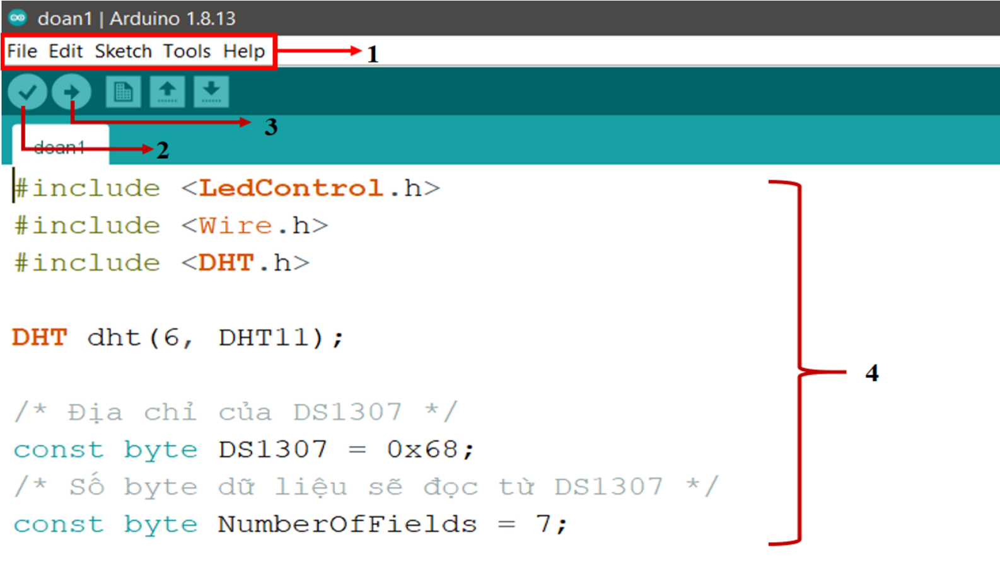 doan1 | Arduino 1.8.13
File Edit Sketch Tools Help
1
3
doan1
2
#include <LedControl.h>
#include <Wire.h>
#include <DHT.h>
DHT dht(6, DHT11);
4
/* Địa chỉ của DS1307 */
const byte DS1307 = 0x68;
/* Số byte dữ liệu sẽ đọc từ DS1307 */
const byte NumberOfFields = 7;